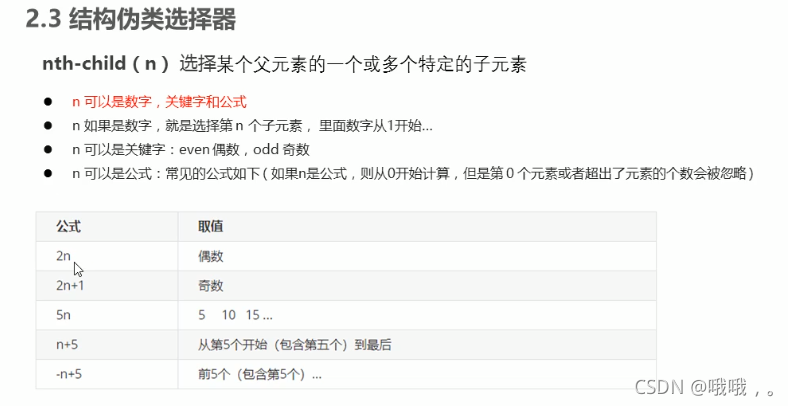 2.3 结构伪类选择器
nth-child（n） 选择某个父元素的一个或多个特定的子元素
● n 可以是数字，关键字和公式
● n 如果是数字，就是选择第 n 个子元素， 里面数字从1开始…
● n 可以是关键字：even 偶数，odd 奇数
● n 可以是公式：常见的公式如下 ( 如果n是公式，则从0开始计算，但是第 0 个元素或者超出了元素的个数会被忽略 )
公式 取值
2n 偶数
2n+1 奇数
5n 5 10 15 ...
n+5 从第5个开始（包含第五个）到最后
-n+5 前5个（包含第5个）...
CSDN @哦哦，。